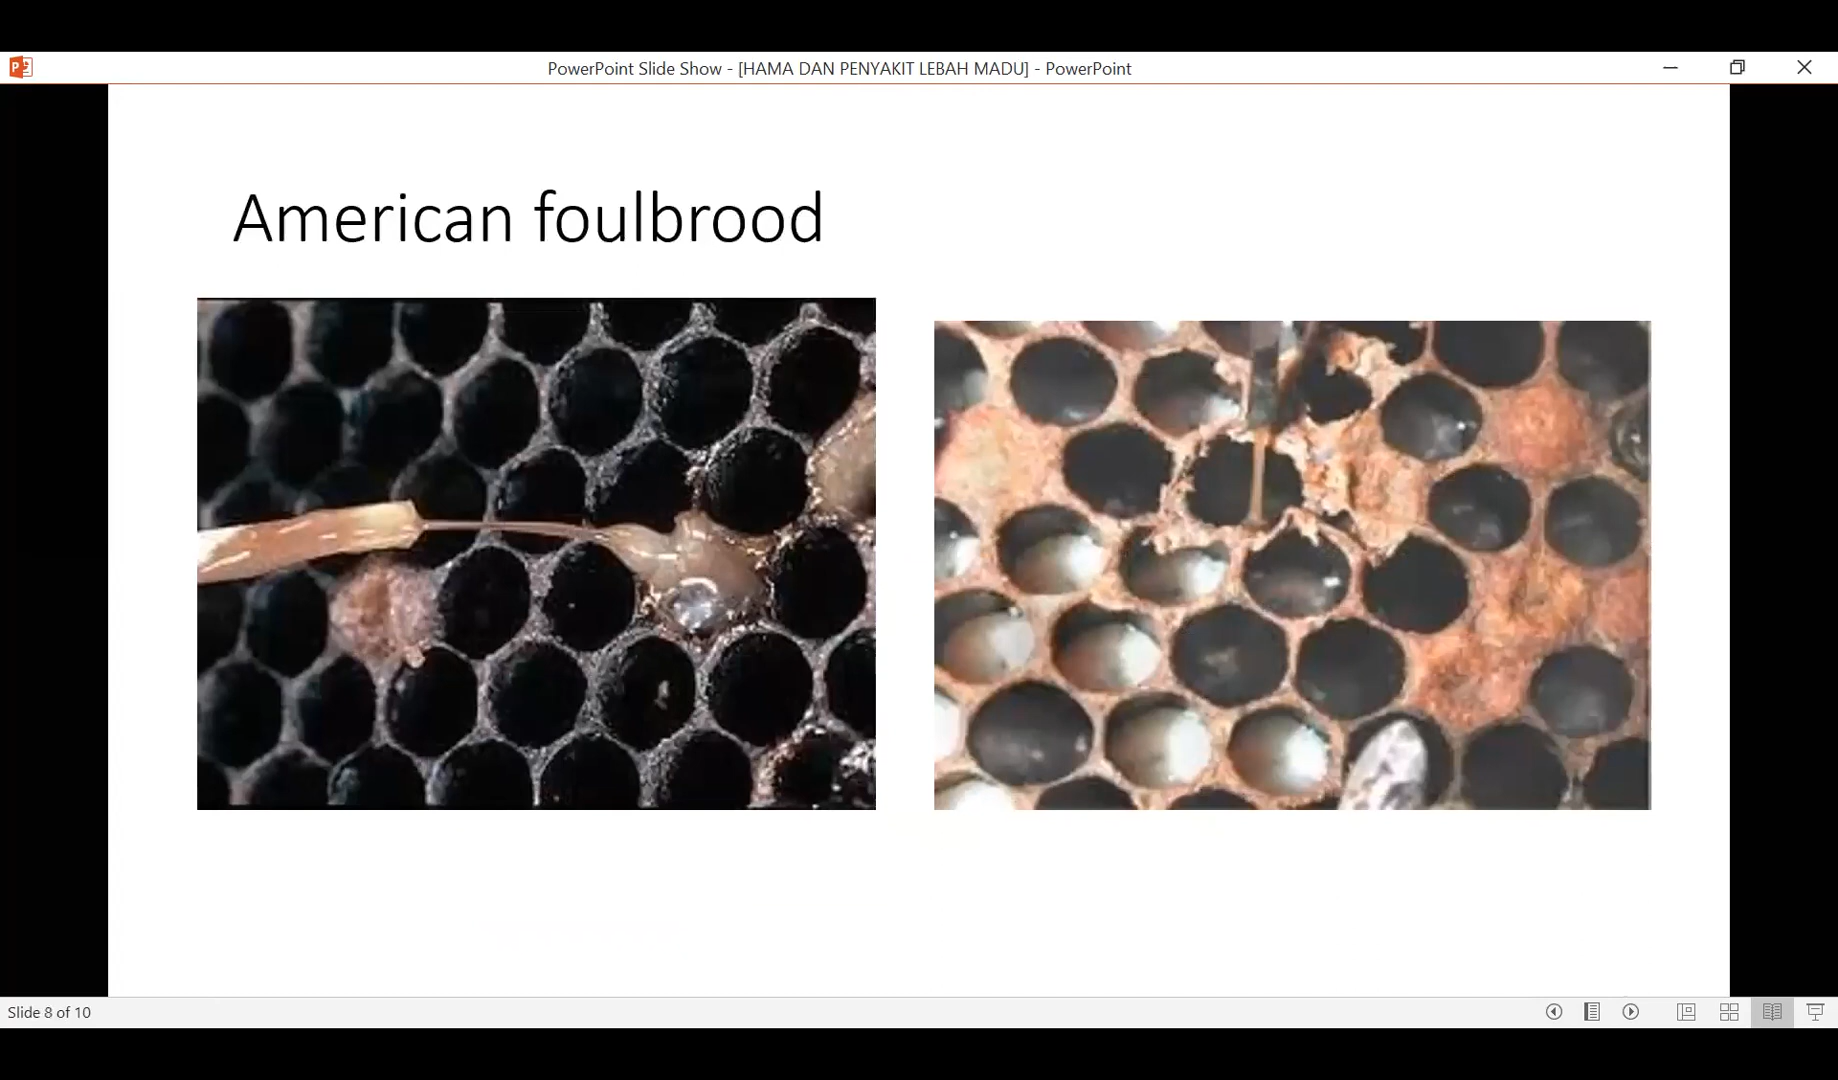 PowerPoint Slide Show - [HAMA DAN PENYAKIT LEBAH MADU] - PowerPoint
American foulbrood
Slide 8 of 10